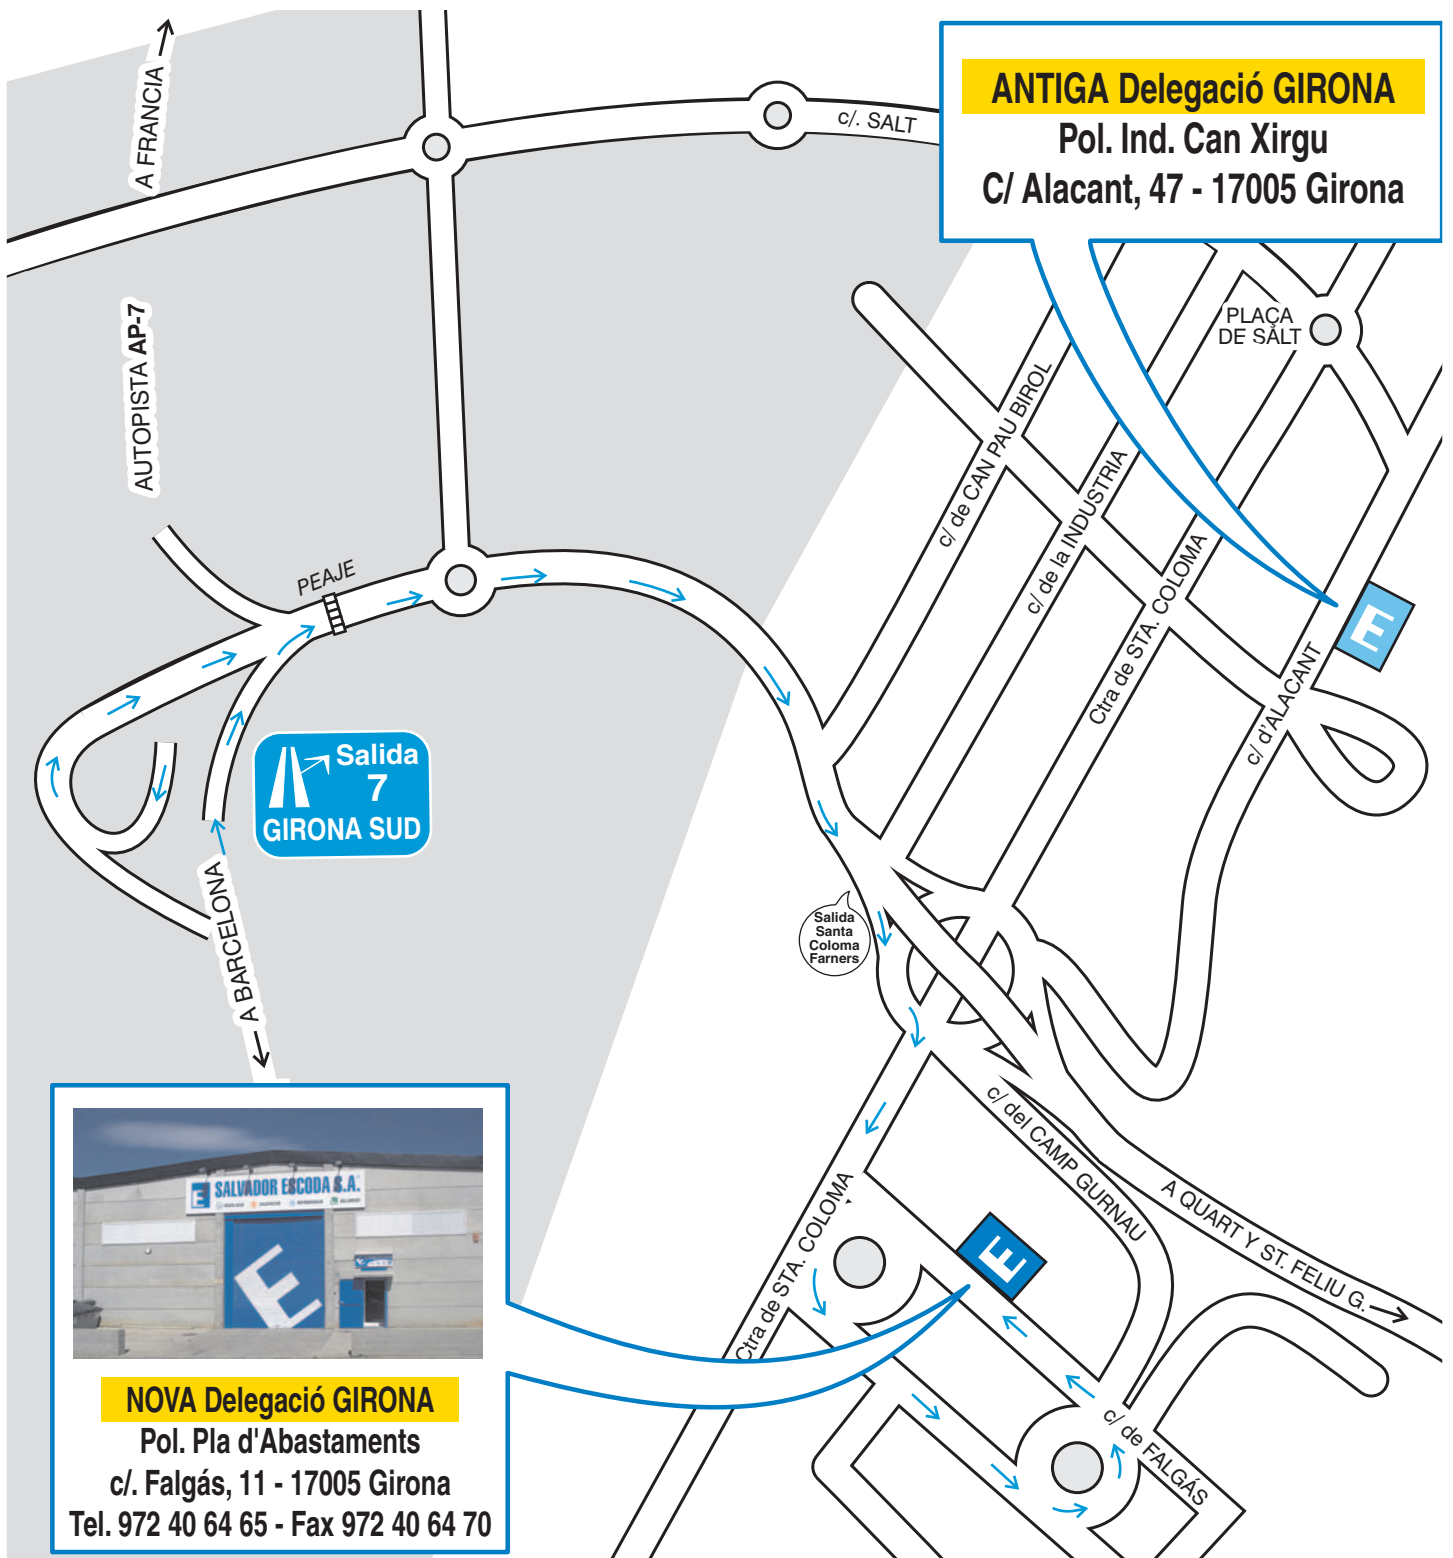 A FRANCIA
c/. SALT
ANTIGA Delegació GIRONA
Pol. Ind. Can Xirgu
C/ Alacant, 47 - 17005 Girona
AUTOPISTA AP-7
PLAÇA
DE SALT
c/ de CAN PAU BIROL
c/ de la INDUSTRIA
Ctra de STA. COLOMA
c/ d'ALACANT
E
PEAJE
Salida
7
GIRONA SUD
A BARCELONA
Salida
Santa
Coloma
Farners
c/ del CAMP GURNAU
A QUART Y ST. FELIU G.
Ctra de STA. COLOMA
E
c/ de FALGÁS
E SALVADOR ESCODA S.A.
E
NOVA Delegació GIRONA
Pol. Pla d'Abastaments
c/. Falgás, 11 - 17005 Girona
Tel. 972 40 64 65 - Fax 972 40 64 70